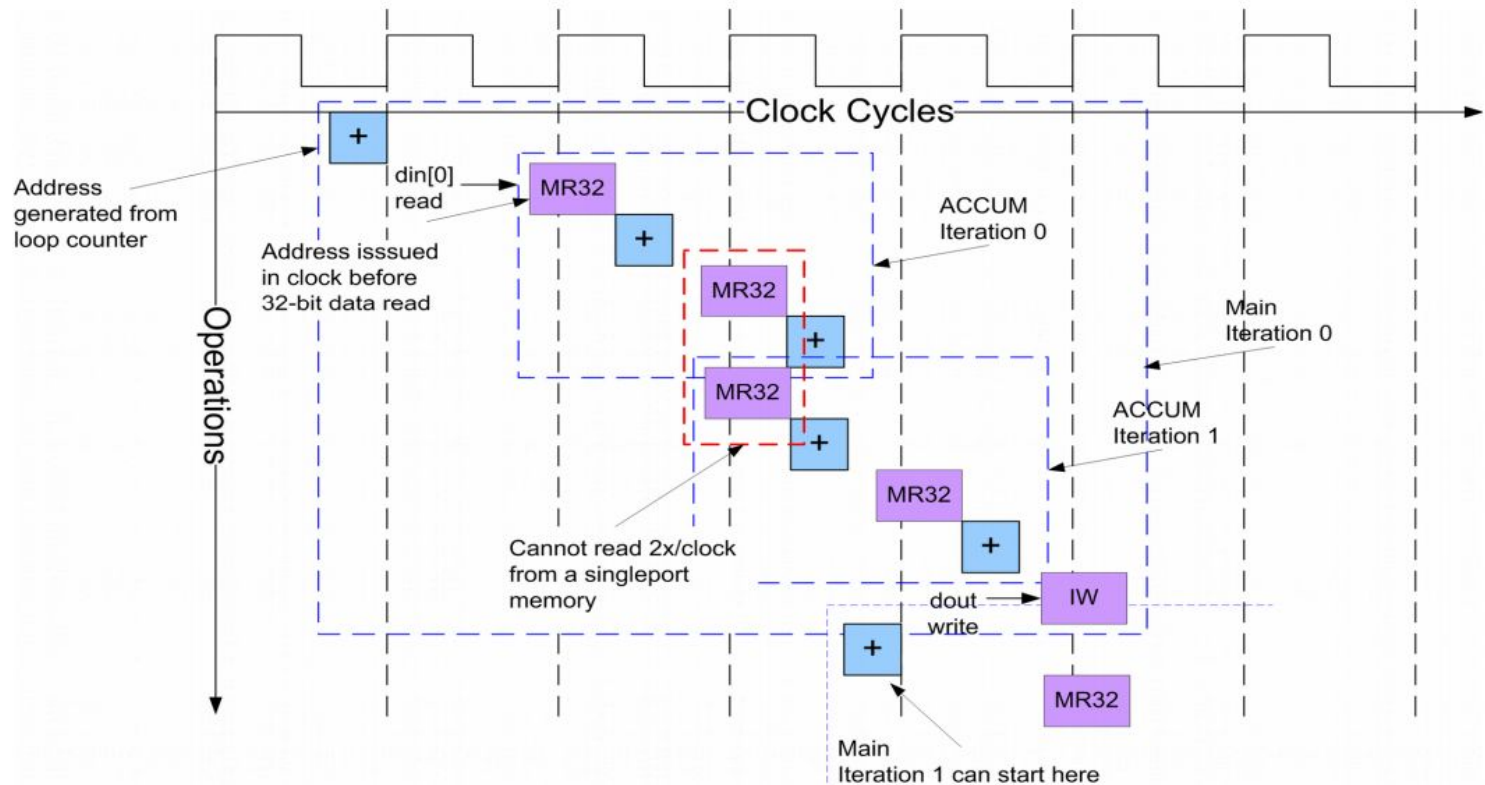 Clock Cycles
+
Address
generated from
loop counter
din[0]
read
MR32
+
Address isssued
in clock before
32-bit data read
ACCUM
Iteration 0
MR32
+
Operations
Main
Iteration 0
MR32
+
ACCUM
Iteration 1
MR32
+
Cannot read 2x/clock
from a singleport
memory
dout
write
IW
+
MR32
Main
Iteration 1 can start here